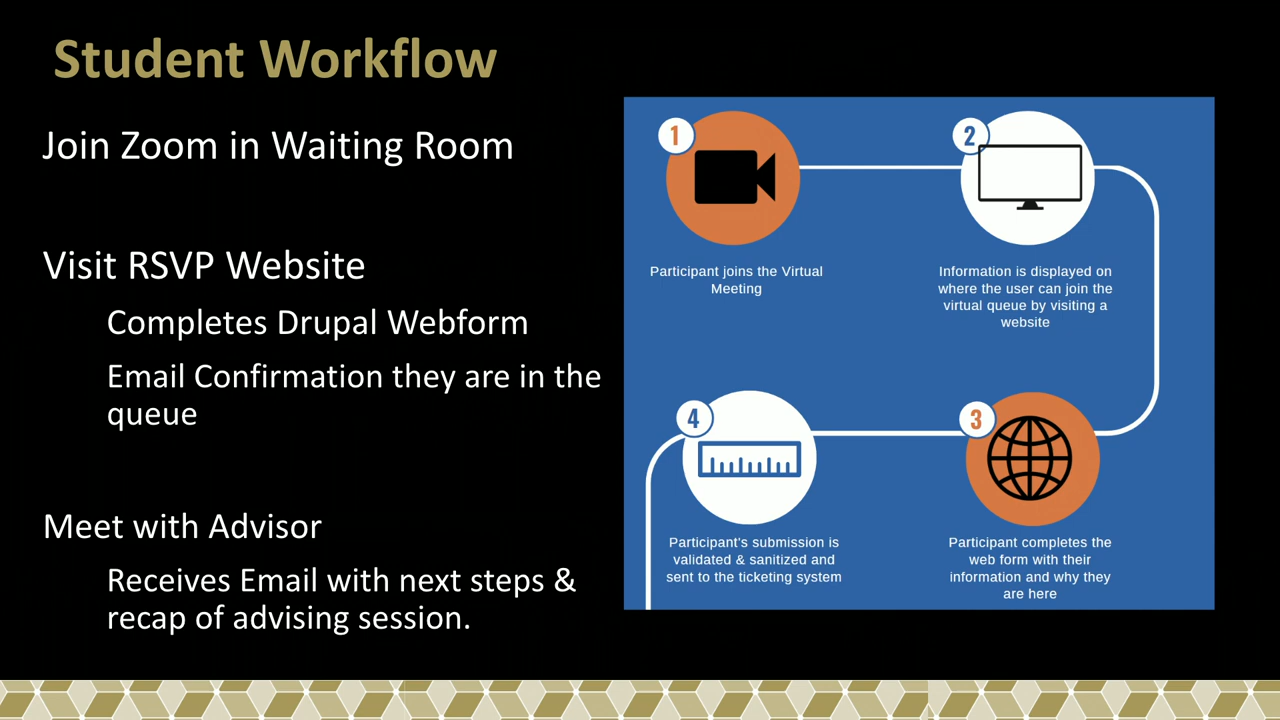 Student Workflow
Join Zoom in Waiting Room
Visit RSVP Website
Completes Drupal Webform
Email Confirmation they are in the
queue
Meet with Advisor
Receives Email with next steps &
recap of advising session.
1
Participant joins the Virtual
Meeting
2
Information is displayed on
where the user can join the
virtual queue by visiting a
website
3
Participant completes the
web form with their
information and why they
are here
4
Participant's submission is
validated & sanitized and
sent to the ticketing system